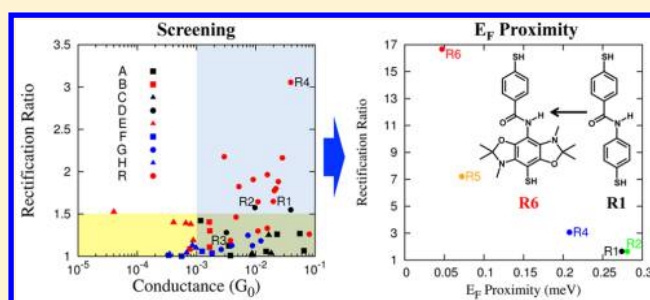 Screening
Rectification Ratio
3.5
3
2.5
2
1.5
1
A
B
C
D
E
F
G
H
R
R4
R2
R1
R3
10⁻⁵ 10⁻⁴ 10⁻³ 10⁻² 10⁻¹
Conductance (G₀)
E_F Proximity
Rectification Ratio
17
15
13
11
9
7
5
3
1
R6
R5
R4
R1
R2
SH
O
N
H
N
O
O
N
SH
R6
SH
O
N
H
SH
R1
0 0.05 0.1 0.15 0.2 0.25 0.3
E_F Proximity (meV)